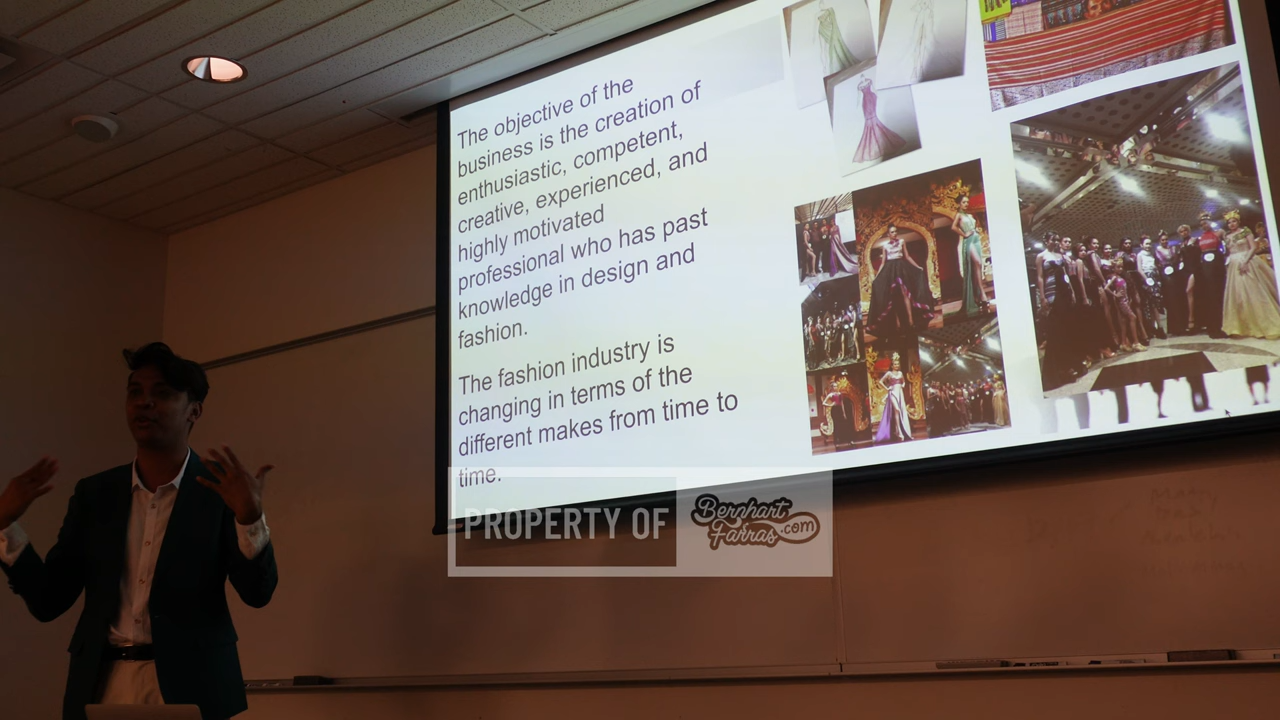 The objective of the
business is the creation of
enthusiastic, competent,
creative, experienced, and
highly motivated
professional who has past
knowledge in design and
fashion.
The fashion industry is
changing in terms of the
different makes from time to
time.
PROPERTY OF
Bernhart
Farras.com